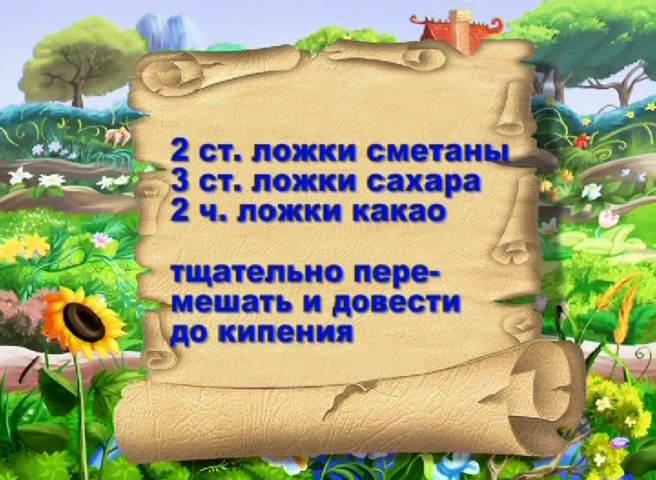 2 ст. ложки сметаны
3 ст. ложки сахара
2 ч. ложки какао
тщательно пере-
мешать и довести
до кипения